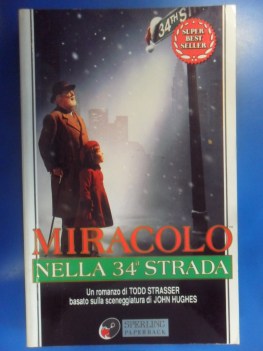 34TH S
SUPER
BEST
SELLER
MIRACOLO
NELLA 34ª STRADA
Un romanzo di TODD STRASSER
basato sulla sceneggiatura di JOHN HUGHES
SPERLING
PAPERBACK